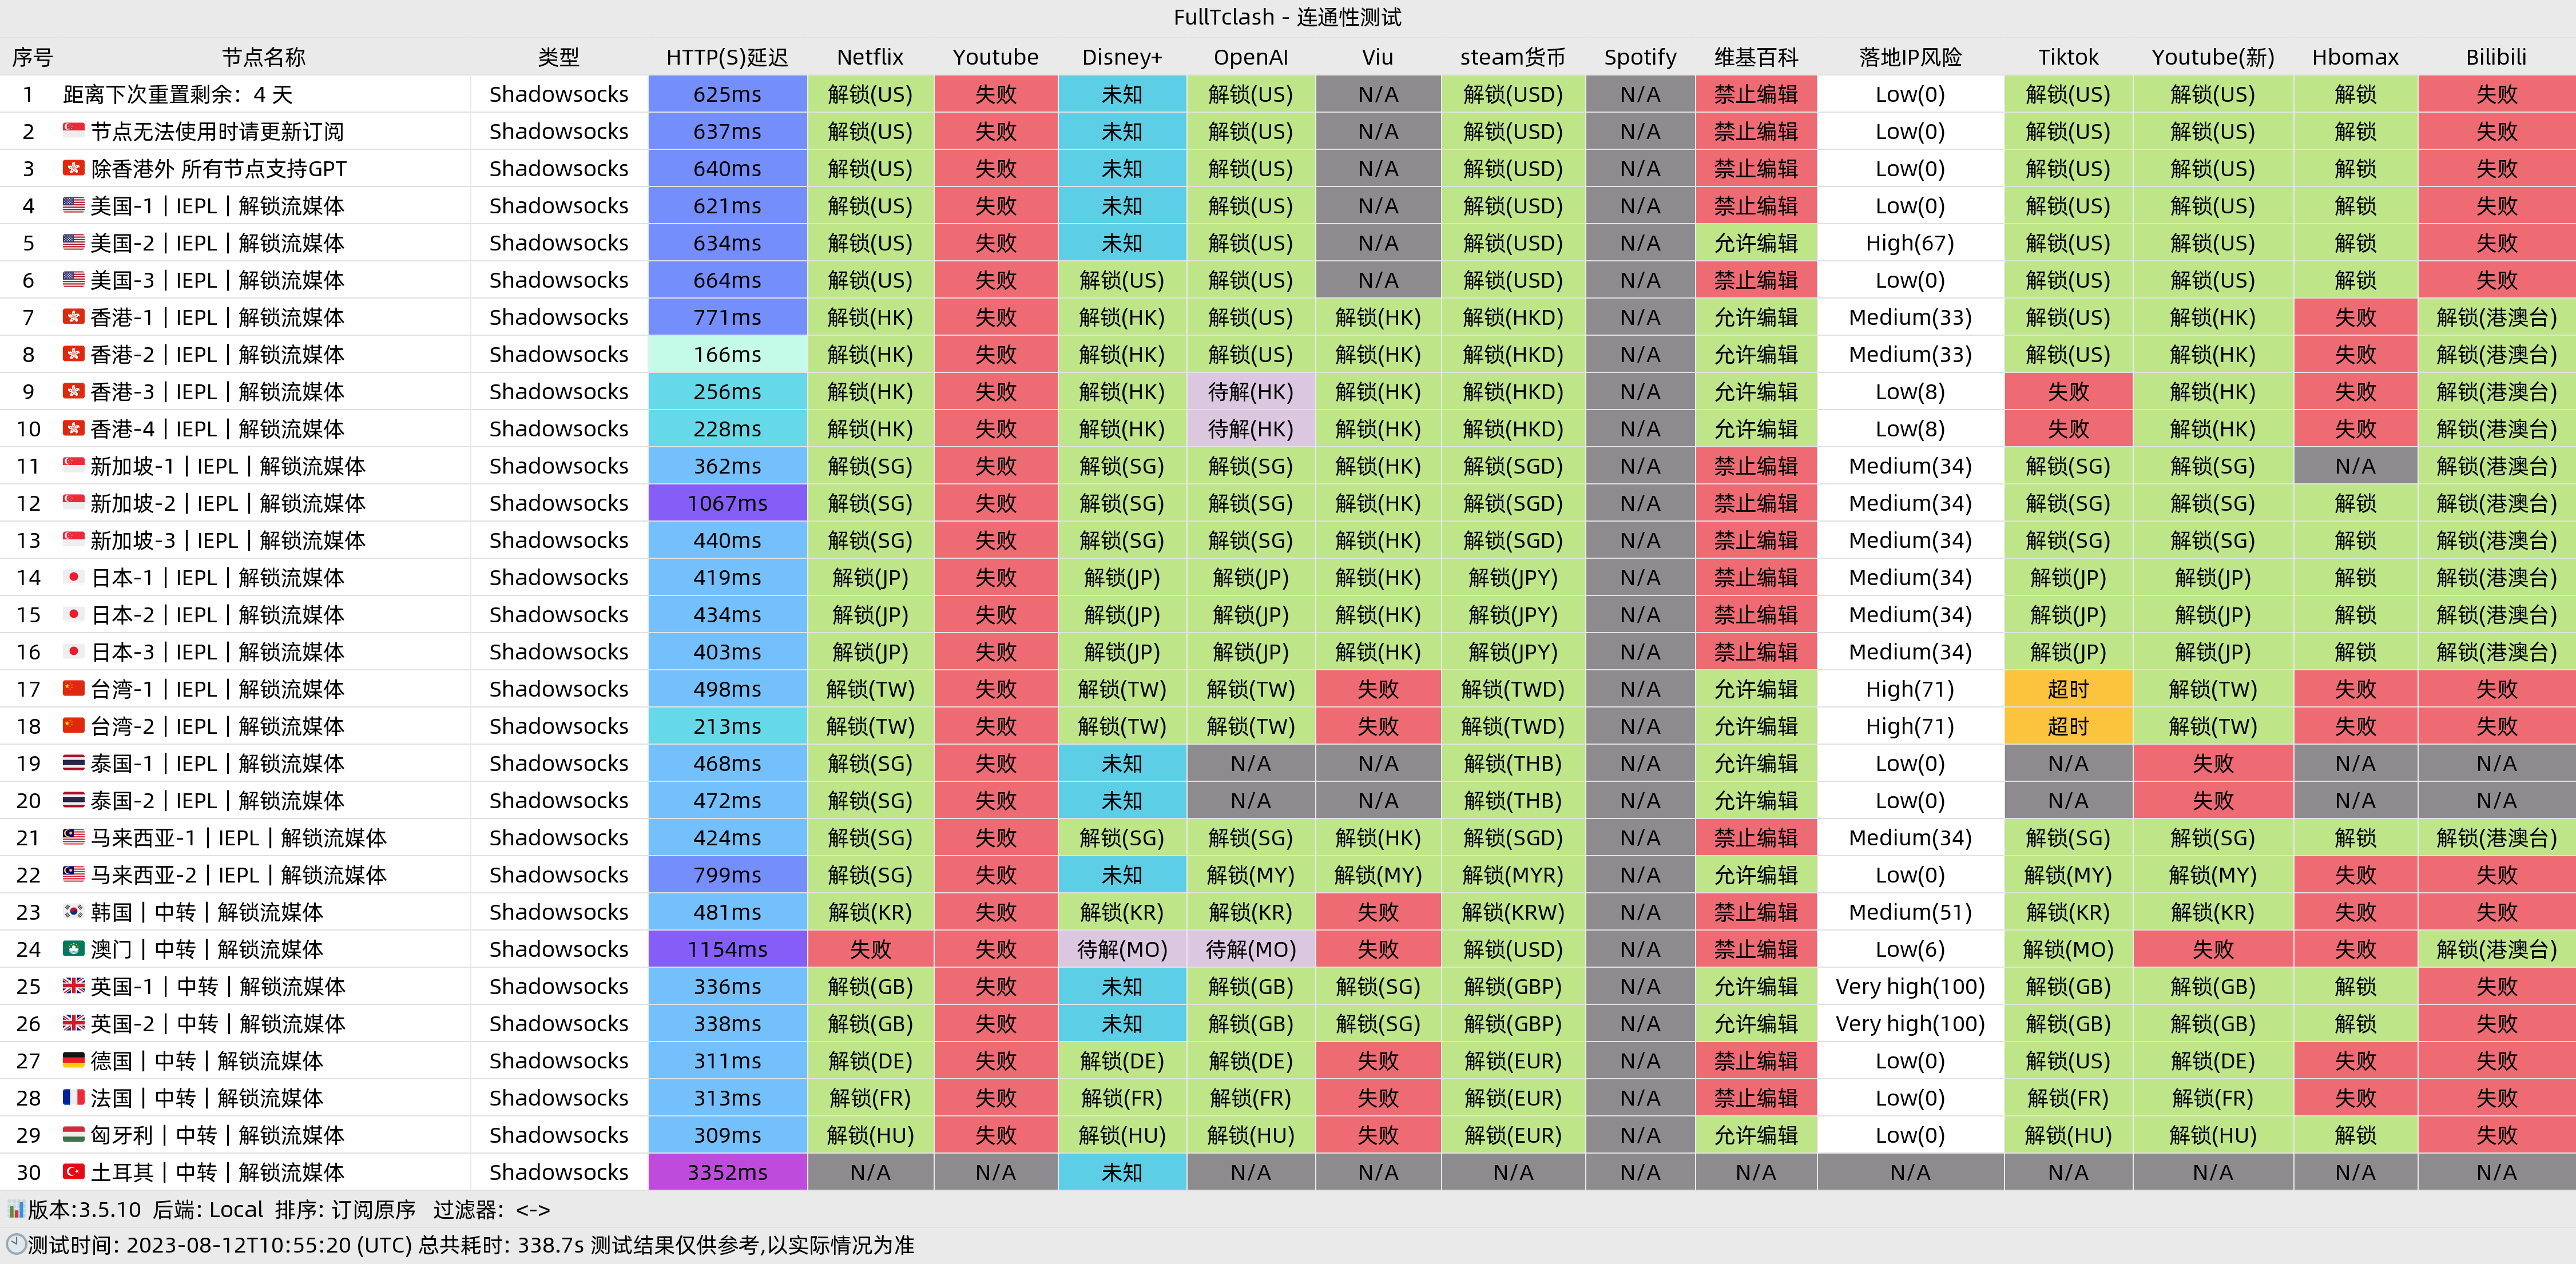 FullTclash - 连通性测试
序号 节点名称 类型 HTTP(S)延迟 Netflix Youtube Disney+ OpenAI Viu steam货币 Spotify 维基百科 落地IP风险 Tiktok Youtube(新) Hbomax Bilibili
1 距离下次重置剩余：4 天 Shadowsocks 625ms 解锁(US) 失败 未知 解锁(US) N/A 解锁(USD) N/A 禁止编辑 Low(0) 解锁(US) 解锁(US) 解锁 失败
2 节点无法使用时请更新订阅 Shadowsocks 637ms 解锁(US) 失败 未知 解锁(US) N/A 解锁(USD) N/A 禁止编辑 Low(0) 解锁(US) 解锁(US) 解锁 失败
3 除香港外 所有节点支持GPT Shadowsocks 640ms 解锁(US) 失败 未知 解锁(US) N/A 解锁(USD) N/A 禁止编辑 Low(0) 解锁(US) 解锁(US) 解锁 失败
4 美国-1 | IEPL | 解锁流媒体 Shadowsocks 621ms 解锁(US) 失败 未知 解锁(US) N/A 解锁(USD) N/A 禁止编辑 Low(0) 解锁(US) 解锁(US) 解锁 失败
5 美国-2 | IEPL | 解锁流媒体 Shadowsocks 634ms 解锁(US) 失败 未知 解锁(US) N/A 解锁(USD) N/A 允许编辑 High(67) 解锁(US) 解锁(US) 解锁 失败
6 美国-3 | IEPL | 解锁流媒体 Shadowsocks 664ms 解锁(US) 失败 解锁(US) 解锁(US) N/A 解锁(USD) N/A 禁止编辑 Low(0) 解锁(US) 解锁(US) 解锁 失败
7 香港-1 | IEPL | 解锁流媒体 Shadowsocks 771ms 解锁(HK) 失败 解锁(HK) 解锁(US) 解锁(HK) 解锁(HKD) N/A 允许编辑 Medium(33) 解锁(US) 解锁(HK) 失败 解锁(港澳台)
8 香港-2 | IEPL | 解锁流媒体 Shadowsocks 166ms 解锁(HK) 失败 解锁(HK) 解锁(US) 解锁(HK) 解锁(HKD) N/A 允许编辑 Medium(33) 解锁(US) 解锁(HK) 失败 解锁(港澳台)
9 香港-3 | IEPL | 解锁流媒体 Shadowsocks 256ms 解锁(HK) 失败 解锁(HK) 待解(HK) 解锁(HK) 解锁(HKD) N/A 允许编辑 Low(8) 失败 解锁(HK) 失败 解锁(港澳台)
10 香港-4 | IEPL | 解锁流媒体 Shadowsocks 228ms 解锁(HK) 失败 解锁(HK) 待解(HK) 解锁(HK) 解锁(HKD) N/A 允许编辑 Low(8) 失败 解锁(HK) 失败 解锁(港澳台)
11 新加坡-1 | IEPL | 解锁流媒体 Shadowsocks 362ms 解锁(SG) 失败 解锁(SG) 解锁(SG) 解锁(HK) 解锁(SGD) N/A 禁止编辑 Medium(34) 解锁(SG) 解锁(SG) N/A 解锁(港澳台)
12 新加坡-2 | IEPL | 解锁流媒体 Shadowsocks 1067ms 解锁(SG) 失败 解锁(SG) 解锁(SG) 解锁(HK) 解锁(SGD) N/A 禁止编辑 Medium(34) 解锁(SG) 解锁(SG) 解锁 解锁(港澳台)
13 新加坡-3 | IEPL | 解锁流媒体 Shadowsocks 440ms 解锁(SG) 失败 解锁(SG) 解锁(SG) 解锁(HK) 解锁(SGD) N/A 禁止编辑 Medium(34) 解锁(SG) 解锁(SG) 解锁 解锁(港澳台)
14 日本-1 | IEPL | 解锁流媒体 Shadowsocks 419ms 解锁(JP) 失败 解锁(JP) 解锁(JP) 解锁(HK) 解锁(JPY) N/A 禁止编辑 Medium(34) 解锁(JP) 解锁(JP) 解锁 解锁(港澳台)
15 日本-2 | IEPL | 解锁流媒体 Shadowsocks 434ms 解锁(JP) 失败 解锁(JP) 解锁(JP) 解锁(HK) 解锁(JPY) N/A 禁止编辑 Medium(34) 解锁(JP) 解锁(JP) 解锁 解锁(港澳台)
16 日本-3 | IEPL | 解锁流媒体 Shadowsocks 403ms 解锁(JP) 失败 解锁(JP) 解锁(JP) 解锁(HK) 解锁(JPY) N/A 禁止编辑 Medium(34) 解锁(JP) 解锁(JP) 解锁 解锁(港澳台)
17 台湾-1 | IEPL | 解锁流媒体 Shadowsocks 498ms 解锁(TW) 失败 解锁(TW) 解锁(TW) 失败 解锁(TWD) N/A 允许编辑 High(71) 超时 解锁(TW) 失败 失败
18 台湾-2 | IEPL | 解锁流媒体 Shadowsocks 213ms 解锁(TW) 失败 解锁(TW) 解锁(TW) 失败 解锁(TWD) N/A 允许编辑 High(71) 超时 解锁(TW) 失败 失败
19 泰国-1 | IEPL | 解锁流媒体 Shadowsocks 468ms 解锁(SG) 失败 未知 N/A N/A 解锁(THB) N/A 允许编辑 Low(0) N/A 失败 N/A N/A
20 泰国-2 | IEPL | 解锁流媒体 Shadowsocks 472ms 解锁(SG) 失败 未知 N/A N/A 解锁(THB) N/A 允许编辑 Low(0) N/A 失败 N/A N/A
21 马来西亚-1 | IEPL | 解锁流媒体 Shadowsocks 424ms 解锁(SG) 失败 解锁(SG) 解锁(SG) 解锁(HK) 解锁(SGD) N/A 禁止编辑 Medium(34) 解锁(SG) 解锁(SG) 解锁 解锁(港澳台)
22 马来西亚-2 | IEPL | 解锁流媒体 Shadowsocks 799ms 解锁(SG) 失败 未知 解锁(MY) 解锁(MY) 解锁(MYR) N/A 允许编辑 Low(0) 解锁(MY) 解锁(MY) 失败 失败
23 韩国 | 中转 | 解锁流媒体 Shadowsocks 481ms 解锁(KR) 失败 解锁(KR) 解锁(KR) 失败 解锁(KRW) N/A 禁止编辑 Medium(51) 解锁(KR) 解锁(KR) 失败 失败
24 澳门 | 中转 | 解锁流媒体 Shadowsocks 1154ms 失败 失败 待解(MO) 待解(MO) 失败 解锁(USD) N/A 禁止编辑 Low(6) 解锁(MO) 失败 失败 解锁(港澳台)
25 英国-1 | 中转 | 解锁流媒体 Shadowsocks 336ms 解锁(GB) 失败 未知 解锁(GB) 解锁(SG) 解锁(GBP) N/A 允许编辑 Very high(100) 解锁(GB) 解锁(GB) 解锁 失败
26 英国-2 | 中转 | 解锁流媒体 Shadowsocks 338ms 解锁(GB) 失败 未知 解锁(GB) 解锁(SG) 解锁(GBP) N/A 允许编辑 Very high(100) 解锁(GB) 解锁(GB) 解锁 失败
27 德国 | 中转 | 解锁流媒体 Shadowsocks 311ms 解锁(DE) 失败 解锁(DE) 解锁(DE) 失败 解锁(EUR) N/A 禁止编辑 Low(0) 解锁(US) 解锁(DE) 失败 失败
28 法国 | 中转 | 解锁流媒体 Shadowsocks 313ms 解锁(FR) 失败 解锁(FR) 解锁(FR) 失败 解锁(EUR) N/A 禁止编辑 Low(0) 解锁(FR) 解锁(FR) 失败 失败
29 匈牙利 | 中转 | 解锁流媒体 Shadowsocks 309ms 解锁(HU) 失败 解锁(HU) 解锁(HU) 失败 解锁(EUR) N/A 允许编辑 Low(0) 解锁(HU) 解锁(HU) 解锁 失败
30 土耳其 | 中转 | 解锁流媒体 Shadowsocks 3352ms N/A N/A 未知 N/A N/A N/A N/A N/A N/A N/A N/A N/A N/A
版本:3.5.10 后端: Local 排序: 订阅原序 过滤器: <->
测试时间: 2023-08-12T10:55:20 (UTC) 总共耗时: 338.7s 测试结果仅供参考,以实际情况为准